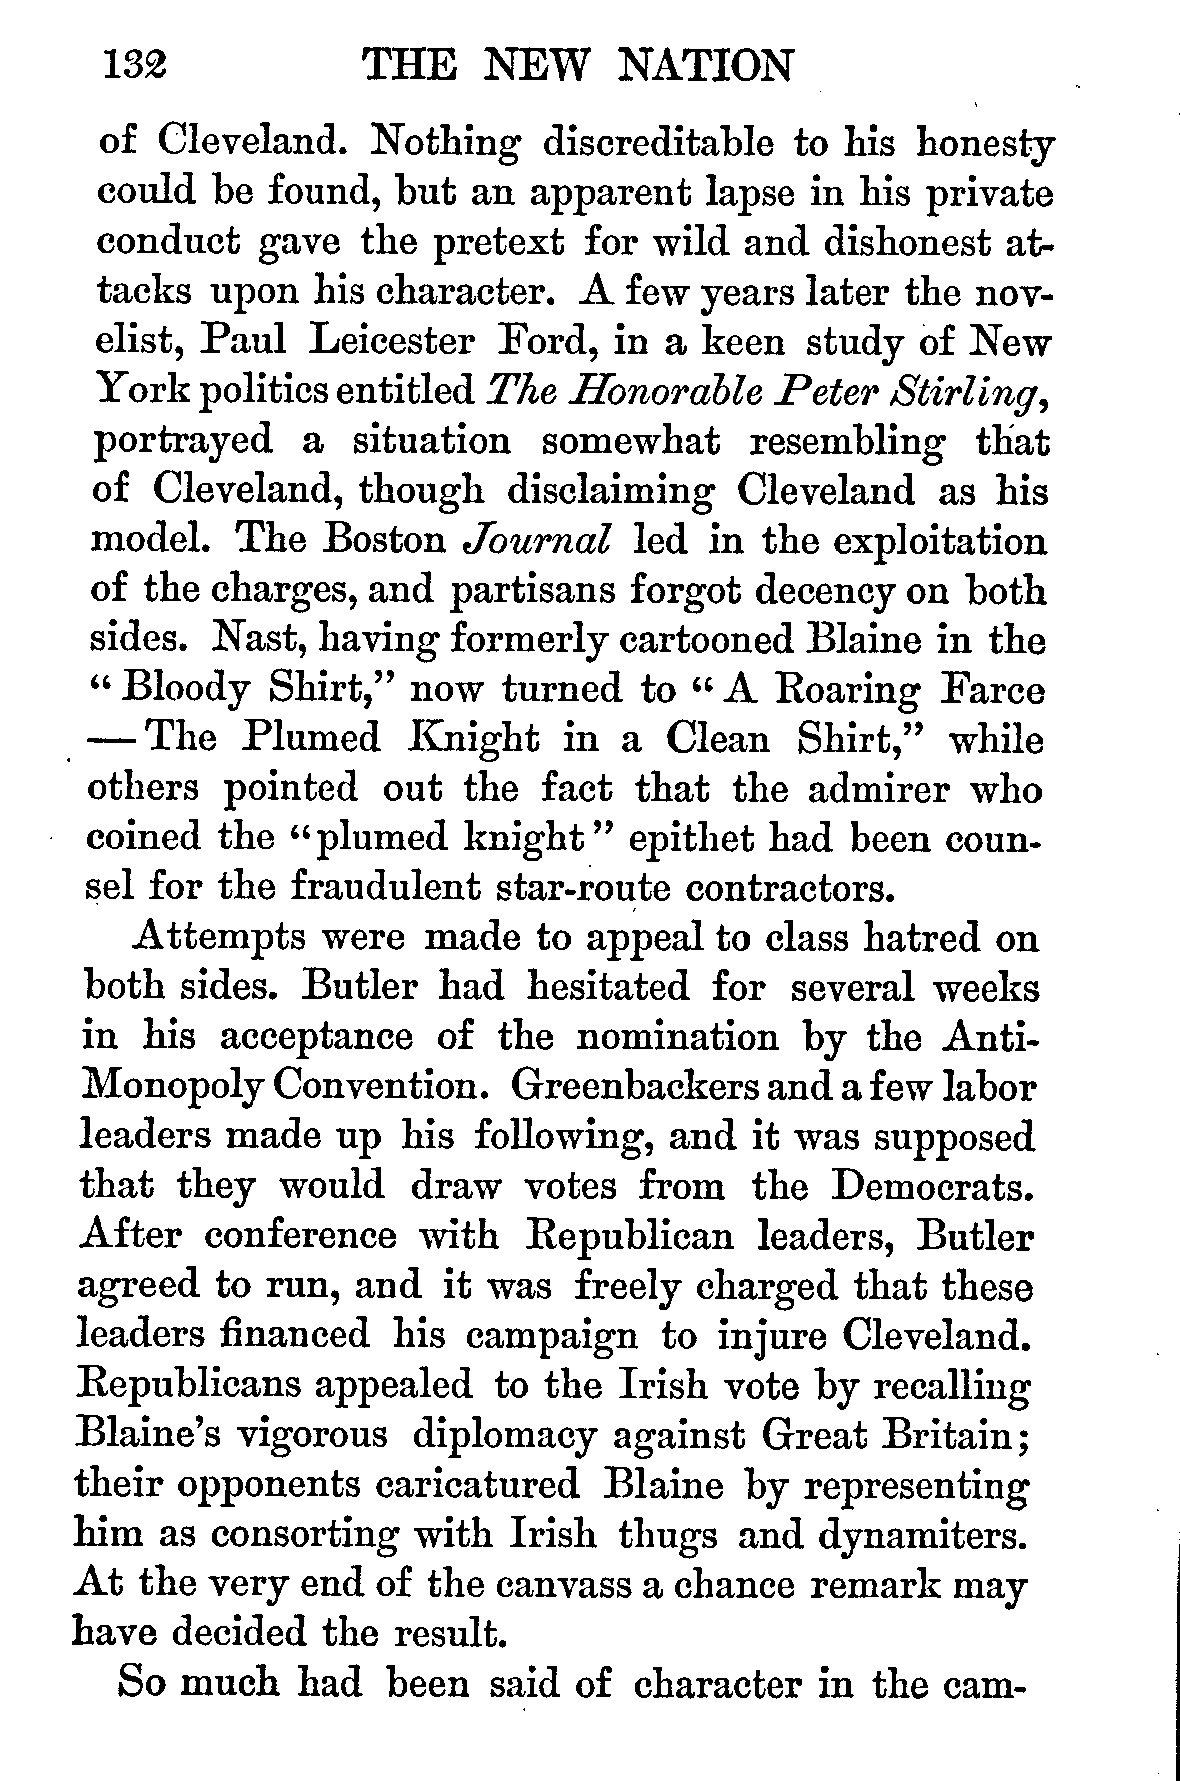 132 THE NEW NATION
of Cleveland. Nothing discreditable to his honesty
could be found, but an apparent lapse in his private
conduct gave the pretext for wild and dishonest at-
tacks upon his character. A few years later the nov-
elist, Paul Leicester Ford, in a keen study of New
York politics entitled The Honorable Peter Stirling,
portrayed a situation somewhat resembling that
of Cleveland, though disclaiming Cleveland as his
model. The Boston Journal led in the exploitation
of the charges, and partisans forgot decency on both
sides. Nast, having formerly cartooned Blaine in the
“ Bloody Shirt,” now turned to “ A Roaring Farce
— The Plumed Knight in a Clean Shirt,” while
others pointed out the fact that the admirer who
coined the “plumed knight” epithet had been coun-
sel for the fraudulent star-route contractors.
Attempts were made to appeal to class hatred on
both sides. Butler had hesitated for several weeks
in his acceptance of the nomination by the Anti-
Monopoly Convention. Greenbackers and a few labor
leaders made up his following, and it was supposed
that they would draw votes from the Democrats.
After conference with Republican leaders, Butler
agreed to run, and it was freely charged that these
leaders financed his campaign to injure Cleveland.
Republicans appealed to the Irish vote by recalling
Blaine’s vigorous diplomacy against Great Britain;
their opponents caricatured Blaine by representing
him as consorting with Irish thugs and dynamiters.
At the very end of the canvass a chance remark may
have decided the result.
So much had been said of character in the cam-